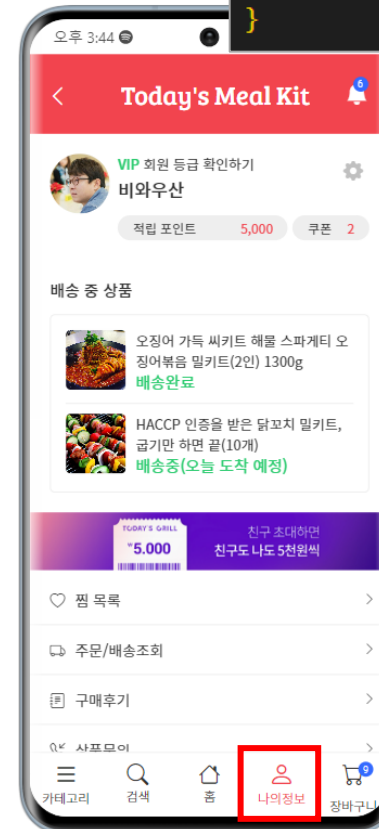 }
오후 3:44
Today's Meal Kit
6
VIP 회원 등급 확인하기
비와우산
적립 포인트 5,000 쿠폰 2
배송 중 상품
오징어 가득 씨키트 해물 스파게티 오
징어볶음 밀키트(2인) 1300g
배송완료
HACCP 인증을 받은 닭꼬치 밀키트,
굽기만 하면 끝(10개)
배송중(오늘 도착 예정)
TODAY'S GRILL
₩5.000
친구 초대하면
친구도 나도 5천원씩
찜 목록
주문/배송조회
구매후기
상품문의
9
카테고리 검색 홈 나의정보 장바구니